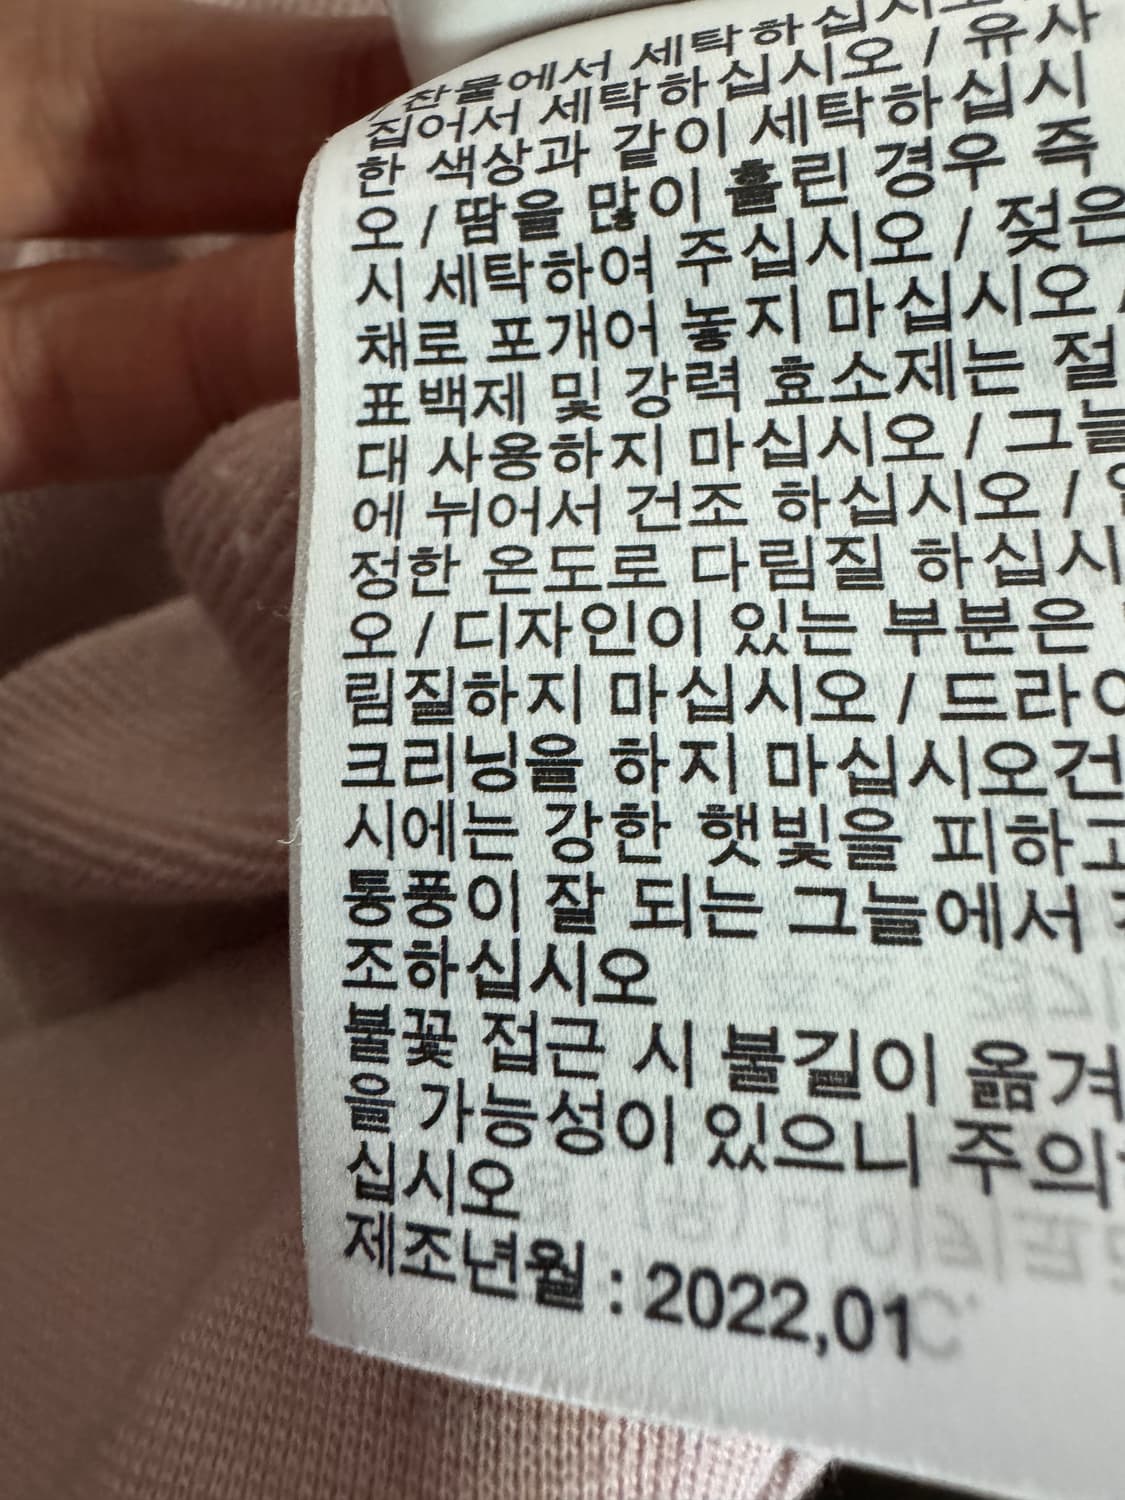 찬물에서 세탁하십시오
집어서 세탁하십시오 / 유사
한 색상과 같이 세탁하십시
오 / 땀을 많이 흘린 경우 즉
시 세탁하여 주십시오 / 젖은
채로 포개어 놓지 마십시오 /
표백제 및 강력 효소제는 절
대 사용하지 마십시오 / 그늘
에 뉘어서 건조 하십시오 /
정한 온도로 다림질 하십시
오 / 디자인이 있는 부분은
림질하지 마십시오 / 드라이
크리닝을 하지 마십시오건
시에는 강한 햇빛을 피하고
통풍이 잘 되는 그늘에서
조하십시오
불꽃 접근 시 불길이 옮겨
을 가능성이 있으니 주의
십시오
제조년월 : 2022,01